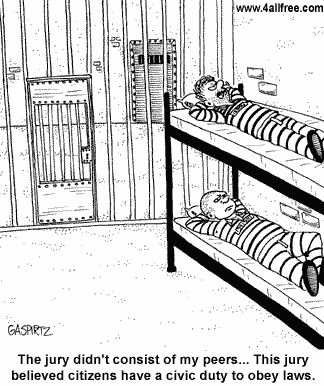 www.4allfree.com
GASPIRTZ
The jury didn't consist of my peers... This jury
believed citizens have a civic duty to obey laws.